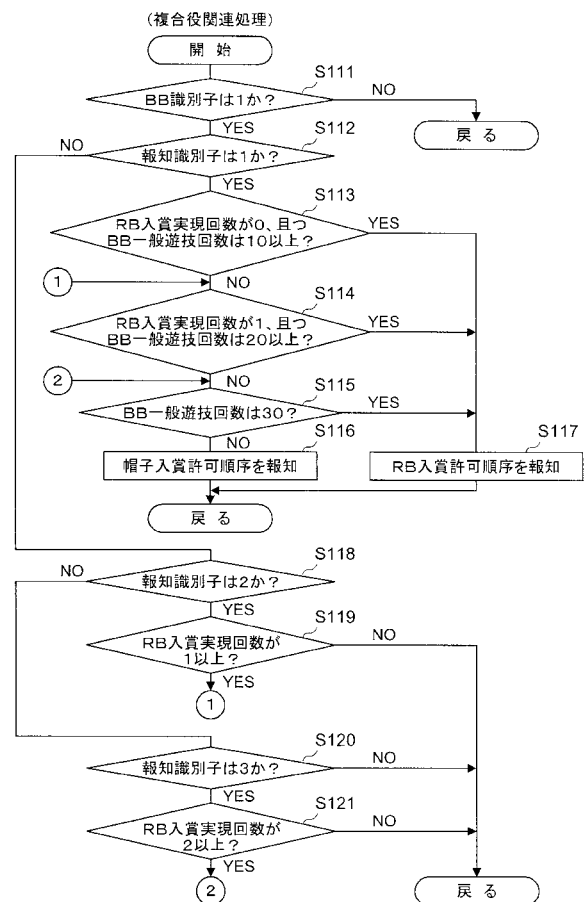 (複合役関連処理)
開 始
S111
BB識別子は1か?
NO
YES
戻 る
S112
NO
報知識別子は1か?
YES
S113
RB入賞実現回数が0、且つ
BB一般遊技回数は10以上?
YES
1
NO
S114
RB入賞実現回数が1、且つ
BB一般遊技回数は20以上?
YES
2
NO
S115
BB一般遊技回数は30?
YES
NO
S116
帽子入賞許可順序を報知
S117
RB入賞許可順序を報知
戻 る
S118
NO
報知識別子は2か?
YES
S119
RB入賞実現回数が
1以上?
NO
YES
1
S120
報知識別子は3か?
NO
YES
S121
RB入賞実現回数が
2以上?
NO
YES
2
戻 る